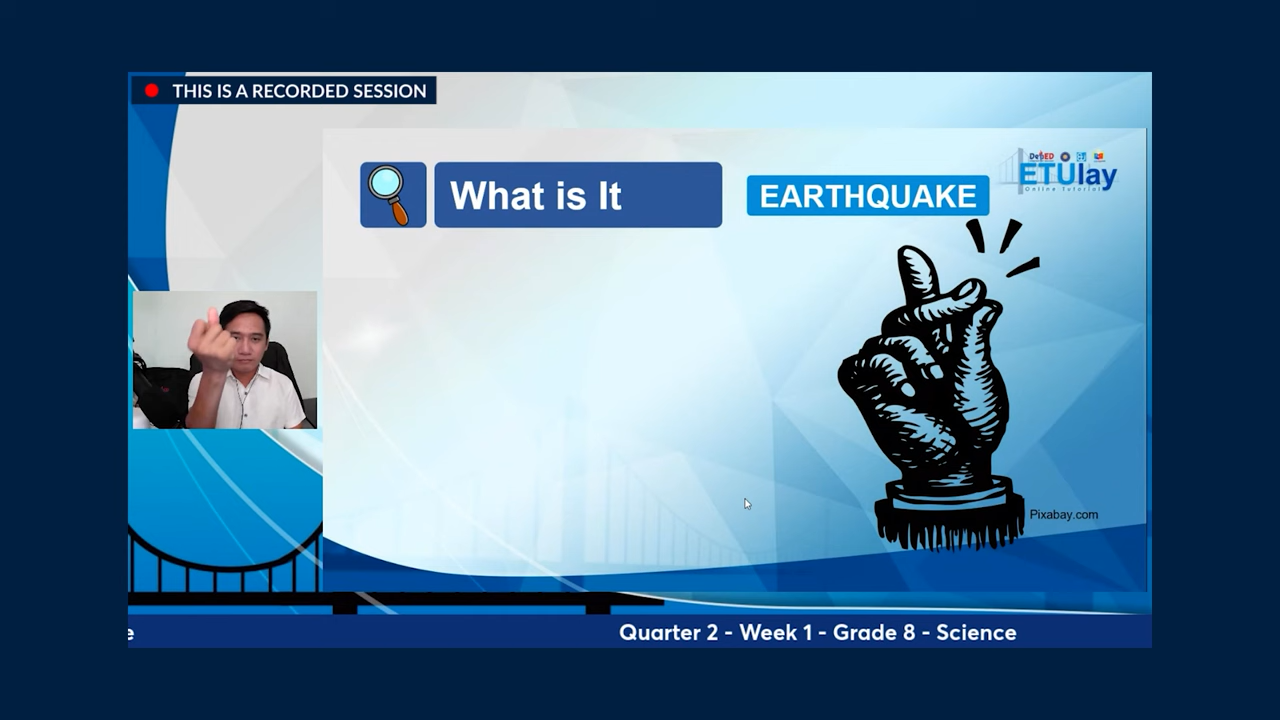 THIS IS A RECORDED SESSION
What is It
EARTHQUAKE
DepED
ETUlay
Online Tutorial
Pixabay.com
e
Quarter 2 - Week 1 - Grade 8 - Science